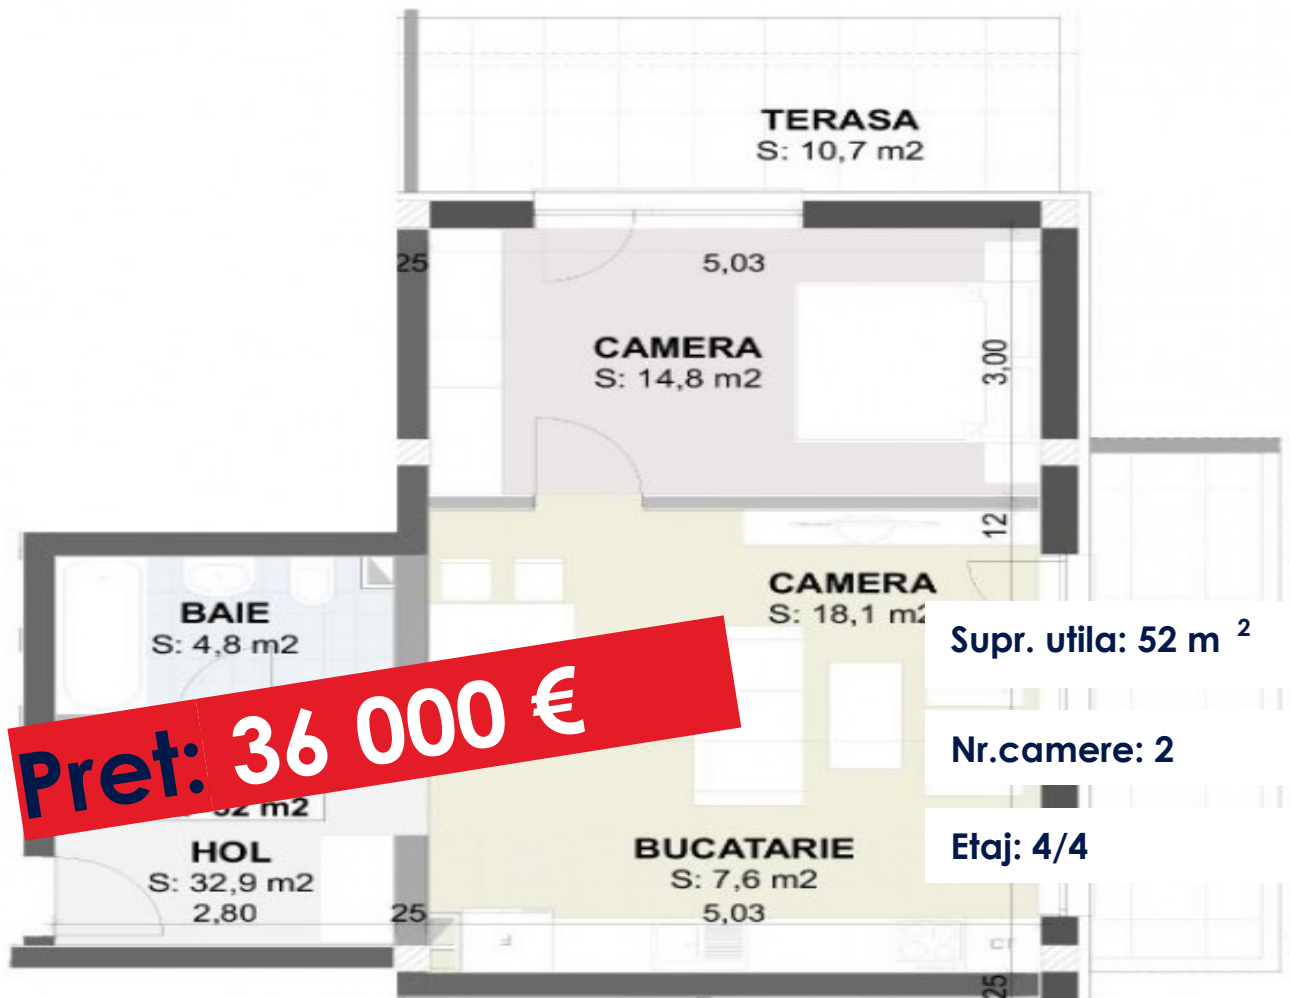 TERASA
S: 10,7 m2
25
5,03
CAMERA
S: 14,8 m2
3,00
12
CAMERA
S: 18,1 m2
BAIE
S: 4,8 m2
Supr. utila: 52 m 2
Pret: 36 000 €
Nr.camere: 2
52 m2
HOL
S: 32,9 m2
2,80
25
BUCATARIE
S: 7,6 m2
5,03
Etaj: 4/4
CT
25